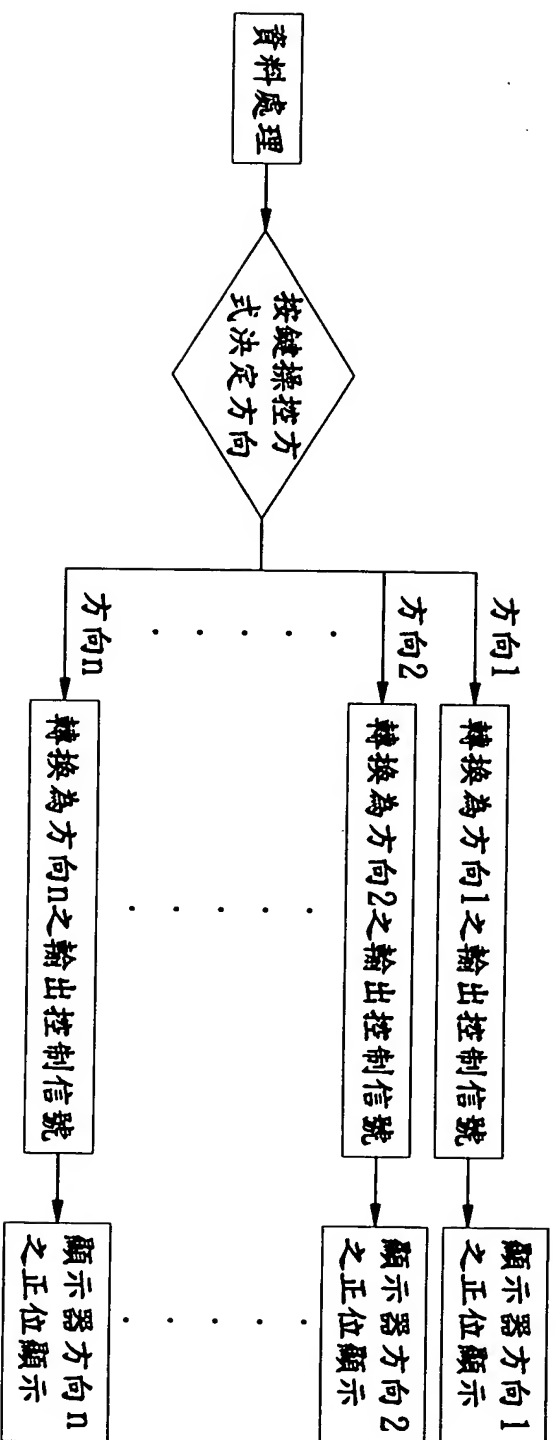 資料處理
按鍵操控方
式決定方向
方向1
轉換為方向1之輸出控制信號
顯示器方向1
之正位顯示
方向2
轉換為方向2之輸出控制信號
顯示器方向2
之正位顯示
方向n
轉換為方向n之輸出控制信號
顯示器方向n
之正位顯示